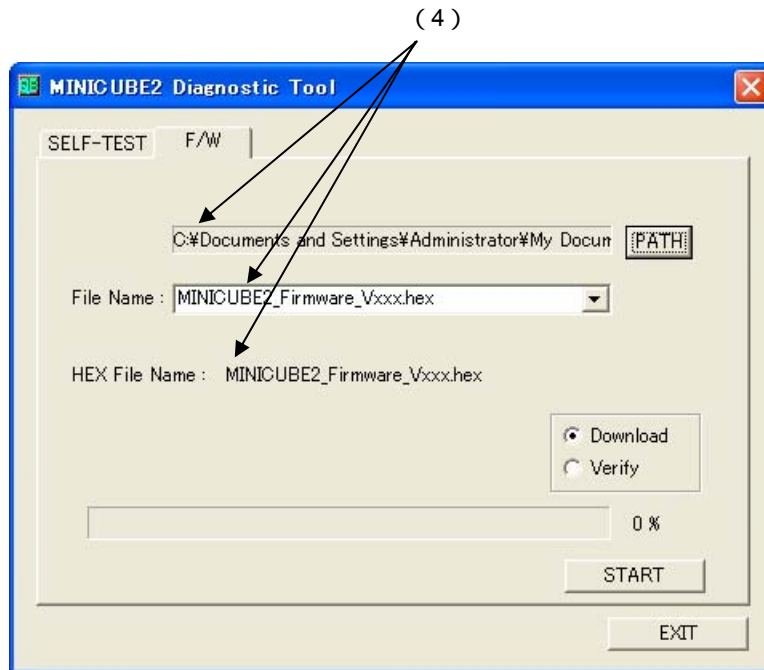 (4)
MINICUBE2 Diagnostic Tool
SELF-TEST F/W
C:¥Documents and Settings¥Administrator¥My Docum PATH
File Name : MINICUBE2_Firmware_Vxxx.hex
HEX File Name : MINICUBE2_Firmware_Vxxx.hex
Download
Verify
0 %
START
EXIT